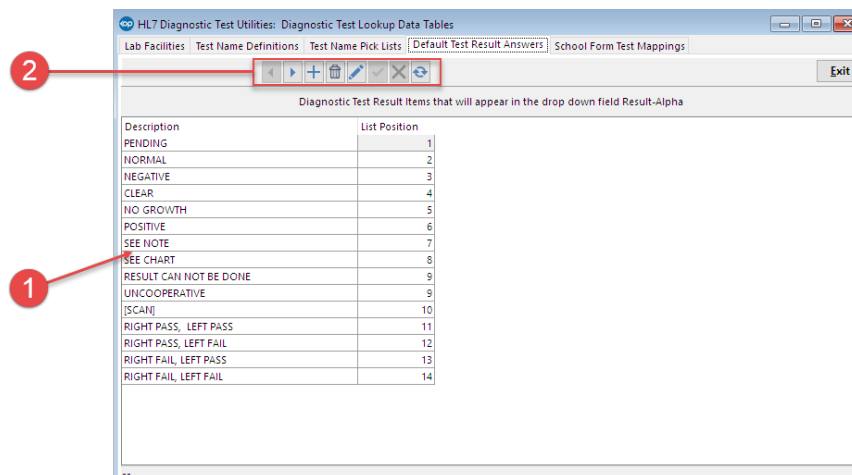 HL7 Diagnostic Test Utilities: Diagnostic Test Lookup Data Tables
Lab Facilities Test Name Definitions Test Name Pick Lists Default Test Result Answers School Form Test Mappings
2
Exit
Diagnostic Test Result Items that will appear in the drop down field Result-Alpha
Description List Position
PENDING 1
NORMAL 2
NEGATIVE 3
CLEAR 4
NO GROWTH 5
POSITIVE 6
SEE NOTE 7
SEE CHART 8
1
RESULT CAN NOT BE DONE 9
UNCOOPERATIVE 9
[SCAN] 10
RIGHT PASS, LEFT PASS 11
RIGHT PASS, LEFT FAIL 12
RIGHT FAIL, LEFT PASS 13
RIGHT FAIL, LEFT FAIL 14